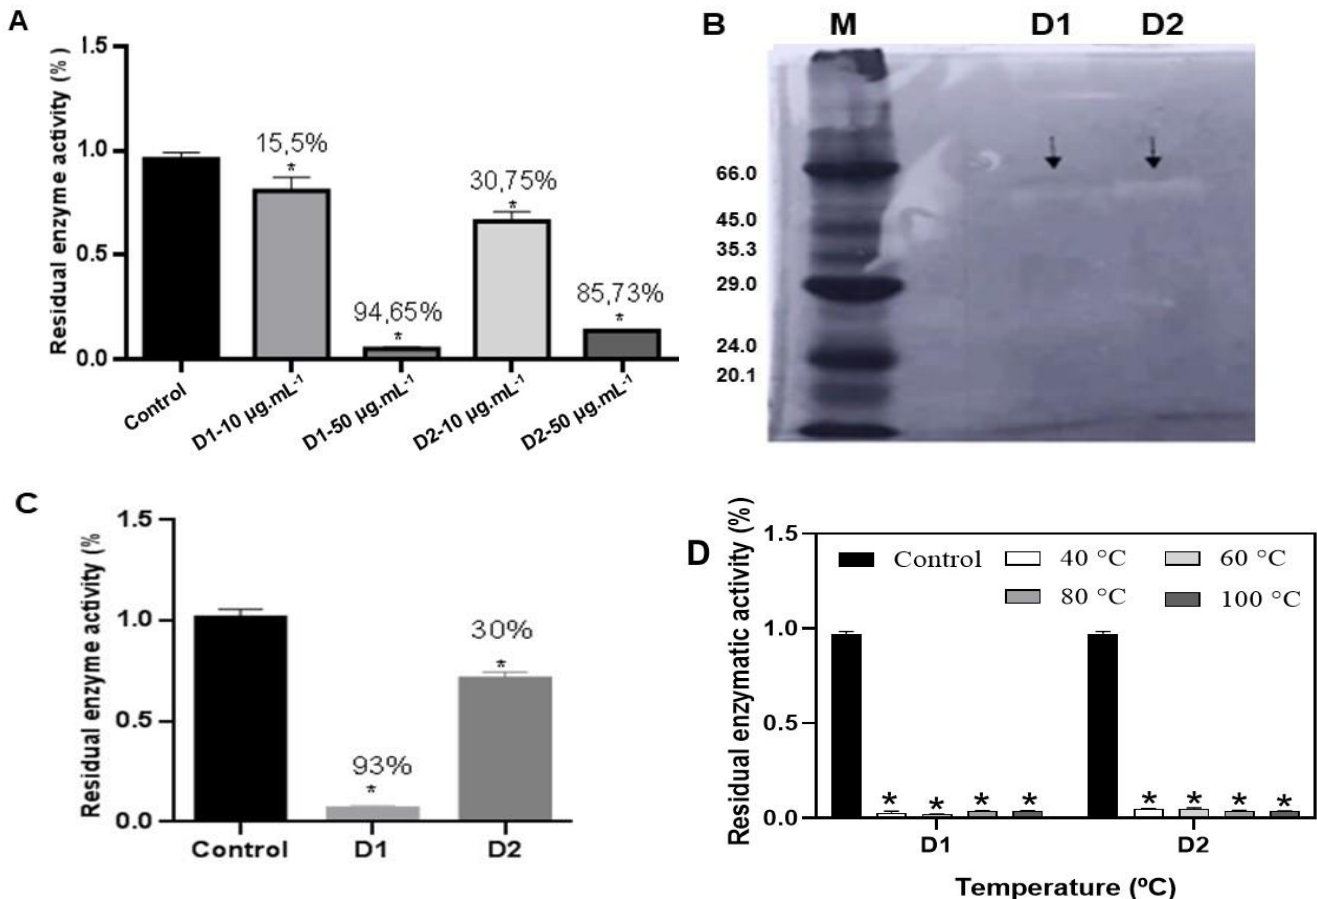 A
Residual enzyme activity (% )
1.5
1.0
0.5
0.0
15,5%
*
94,65%
*
30,75%
*
85,73%
*
Control
D1-10 µg.mL-1
D1-50 µg.mL-1
D2-10 µg.mL-1
D2-50 µg.mL-1
B
M D1 D2
66.0
45.0
35.3
29.0
24.0
20.1
C
Residual enzyme activity (%
1.5
1.0
0.5
0.0
93%
*
30%
*
Control D1 D2
D
Residual enzymatic activity (%)
1.5
1.0
0.5
0.0
Control 40 °C 60 °C
80 °C 100 °C
* * * * * * * *
D1 D2
Temperature (ºC)